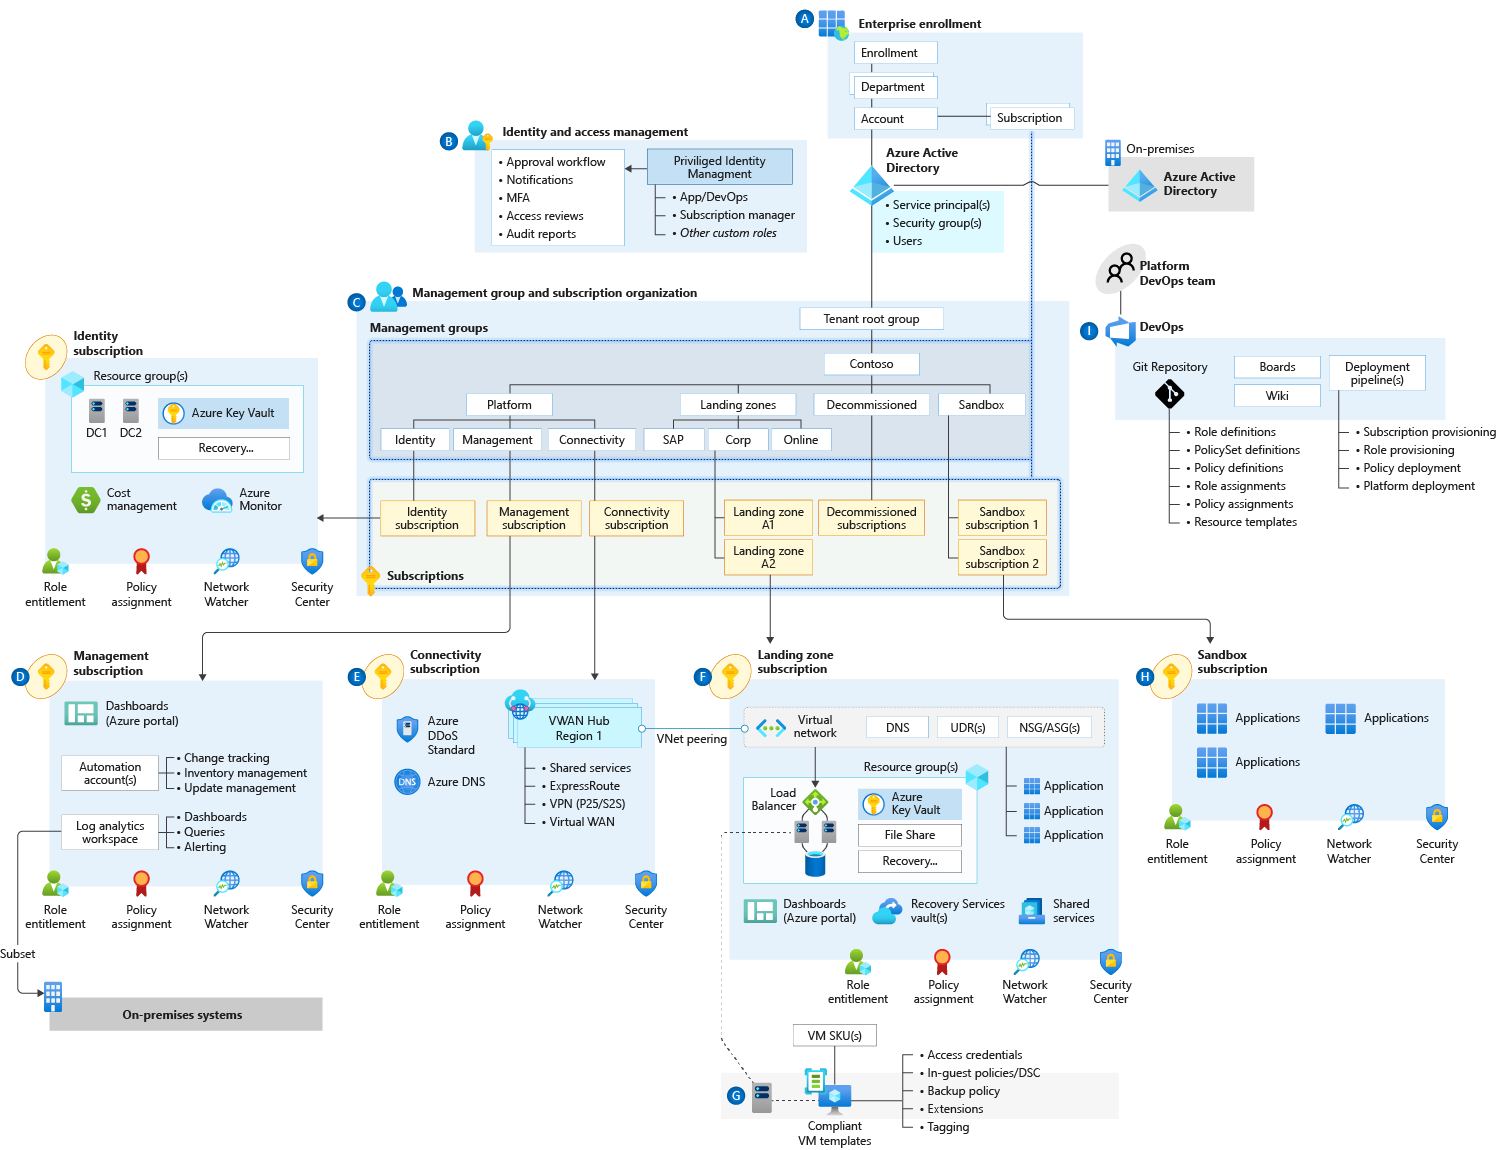 A
Enterprise enrollment
Enrollment
Department
Account
Subscription
B
Identity and access management
• Approval workflow
• Notifications
• MFA
• Access reviews
• Audit reports
Priviliged Identity
Managment
• App/DevOps
• Subscription manager
• Other custom roles
Azure Active
Directory
• Service principal(s)
• Security group(s)
• Users
On-premises
Azure Active
Directory
Platform
DevOps team
I
DevOps
Git Repository
Boards
Wiki
Deployment
pipeline(s)
• Role definitions
• PolicySet definitions
• Policy definitions
• Role assignments
• Policy assignments
• Resource templates
• Subscription provisioning
• Role provisioning
• Policy deployment
• Platform deployment
C
Management group and subscription organization
Management groups
Tenant root group
Contoso
Platform
Landing zones
Decommissioned
Sandbox
Identity
Management
Connectivity
SAP
Corp
Online
Identity
subscription
Management
subscription
Connectivity
subscription
Landing zone
A1
Landing zone
A2
Decommissioned
subscriptions
Sandbox
subscription 1
Sandbox
subscription 2
Subscriptions
Identity
subscription
Resource group(s)
DC1
DC2
Azure Key Vault
Recovery...
Cost
management
Azure
Monitor
Role
entitlement
Policy
assignment
Network
Watcher
Security
Center
D
Management
subscription
Dashboards
(Azure portal)
Automation
account(s)
• Change tracking
• Inventory management
• Update management
Log analytics
workspace
• Dashboards
• Queries
• Alerting
Role
entitlement
Policy
assignment
Network
Watcher
Security
Center
Subset
On-premises systems
E
Connectivity
subscription
Azure
DDoS
Standard
DNS
Azure DNS
VWAN Hub
Region 1
• Shared services
• ExpressRoute
• VPN (P25/S2S)
• Virtual WAN
Role
entitlement
Policy
assignment
Network
Watcher
Security
Center
VNet peering
F
Landing zone
subscription
Virtual
network
DNS
UDR(s)
NSG/ASG(s)
Resource group(s)
Load
Balancer
Azure
Key Vault
File Share
Recovery...
Application
Application
Application
Dashboards
(Azure portal)
Recovery Services
vault(s)
Shared
services
Role
entitlement
Policy
assignment
Network
Watcher
Security
Center
G
VM SKU(s)
Compliant
VM templates
• Access credentials
• In-guest policies/DSC
• Backup policy
• Extensions
• Tagging
H
Sandbox
subscription
Applications
Applications
Applications
Role
entitlement
Policy
assignment
Network
Watcher
Security
Center